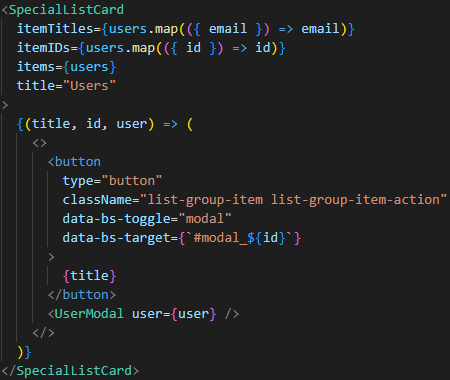 <SpecialListCard
  itemTitles={users.map(({ email }) => email)}
  itemIDs={users.map(({ id }) => id)}
  items={users}
  title="Users"
>
  {(title, id, user) => (
    <>
      <button
        type="button"
        className="list-group-item list-group-item-action"
        data-bs-toggle="modal"
        data-bs-target={`#modal_${id}`}
      >
        {title}
      </button>
      <UserModal user={user} />
    </>
  )}
</SpecialListCard>